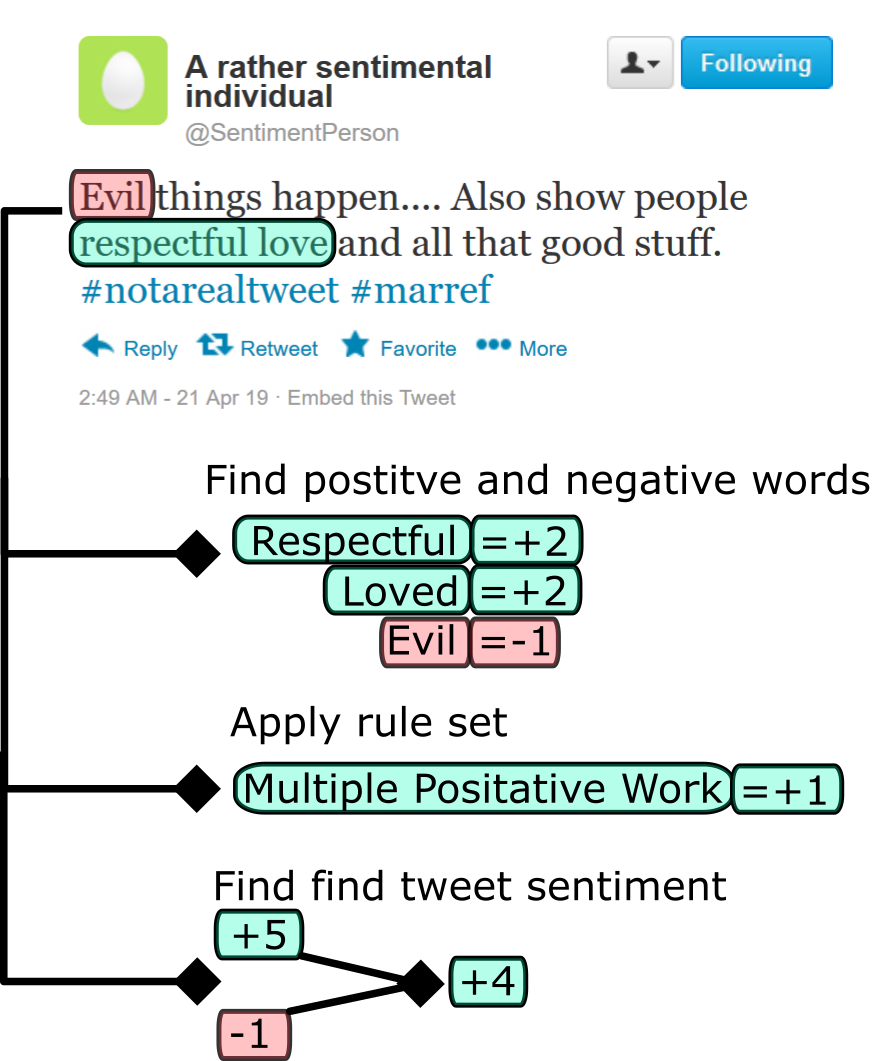 A rather sentimental
individual
@SentimentPerson
Following
Evil things happen.... Also show people
respectful love and all that good stuff.
#notarealtweet #marref
Reply Retweet Favorite More
2:49 AM - 21 Apr 19 · Embed this Tweet
Find postitve and negative words
Respectful =+2
Loved =+2
Evil =-1
Apply rule set
Multiple Positative Work =+1
Find find tweet sentiment
+5
+4
-1